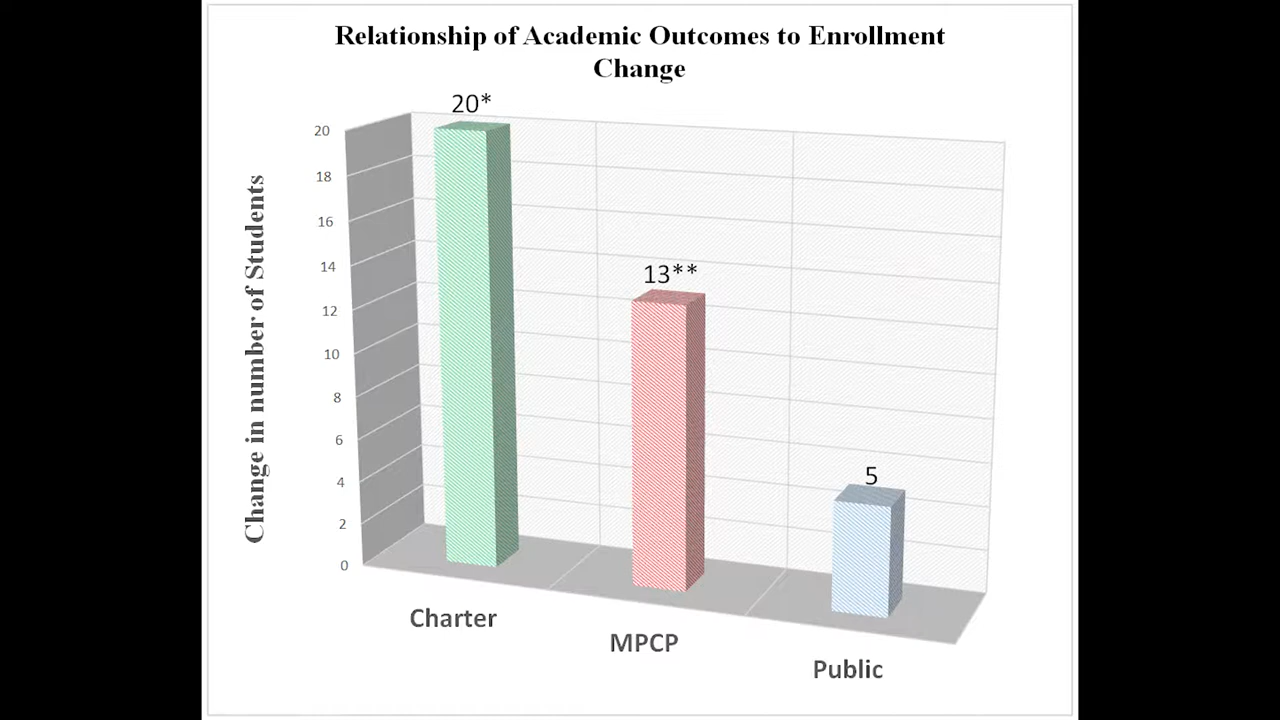 Relationship of Academic Outcomes to Enrollment
Change
Change in number of Students
20
18
16
14
12
10
8
6
4
2
0
20*
13**
5
Charter
MPCP
Public